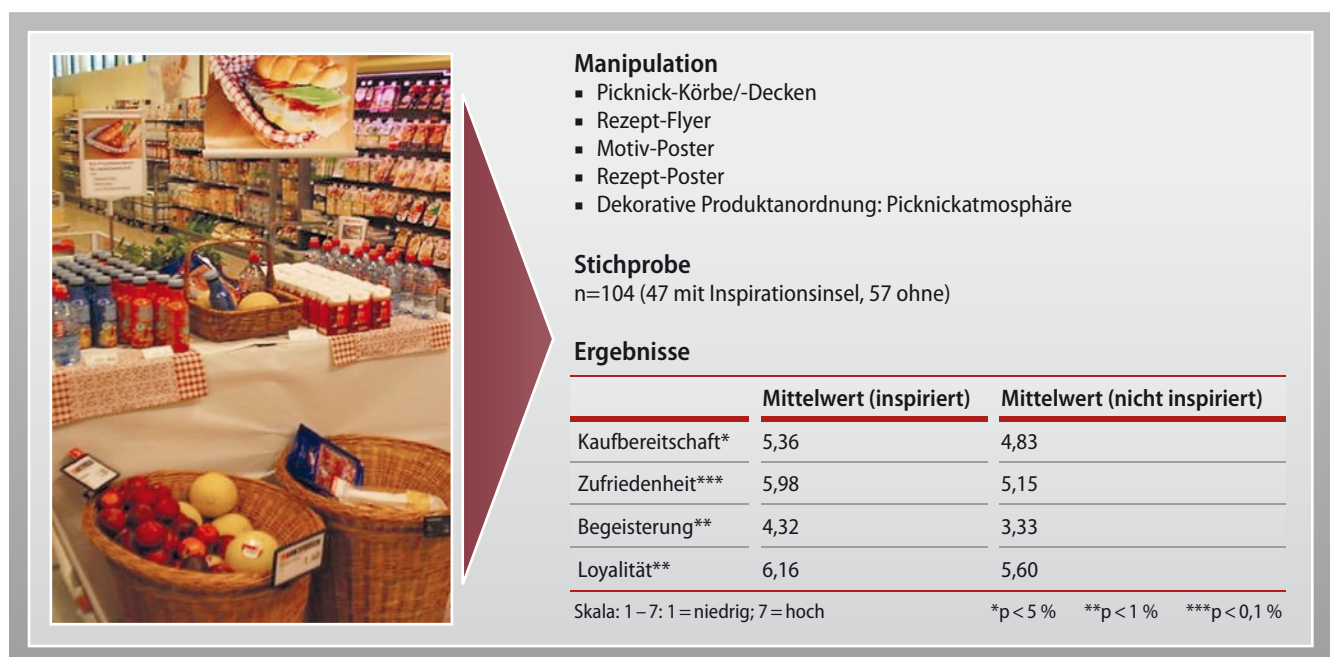 Manipulation
▪ Picknick-Körbe/-Decken
▪ Rezept-Flyer
▪ Motiv-Poster
▪ Rezept-Poster
▪ Dekorative Produktanordnung: Picknickatmosphäre
Stichprobe
n=104 (47 mit Inspirationsinsel, 57 ohne)
Ergebnisse
Mittelwert (inspiriert) Mittelwert (nicht inspiriert)
Kaufbereitschaft* 5,36 4,83
Zufriedenheit*** 5,98 5,15
Begeisterung** 4,32 3,33
Loyalität** 6,16 5,60
Skala: 1–7: 1=niedrig; 7=hoch *p<5 % **p<1 % ***p<0,1 %